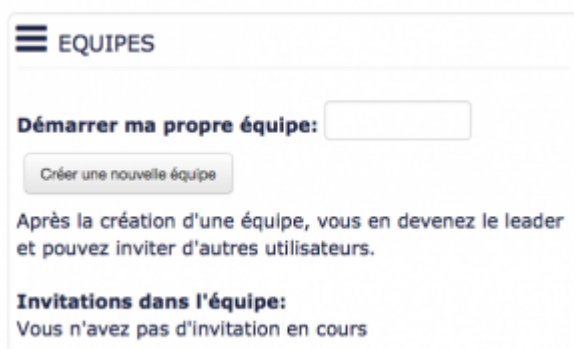 EQUIPES
Démarrer ma propre équipe:
Créer une nouvelle équipe
Après la création d'une équipe, vous en devenez le leader
et pouvez inviter d'autres utilisateurs.
Invitations dans l'équipe:
Vous n'avez pas d'invitation en cours